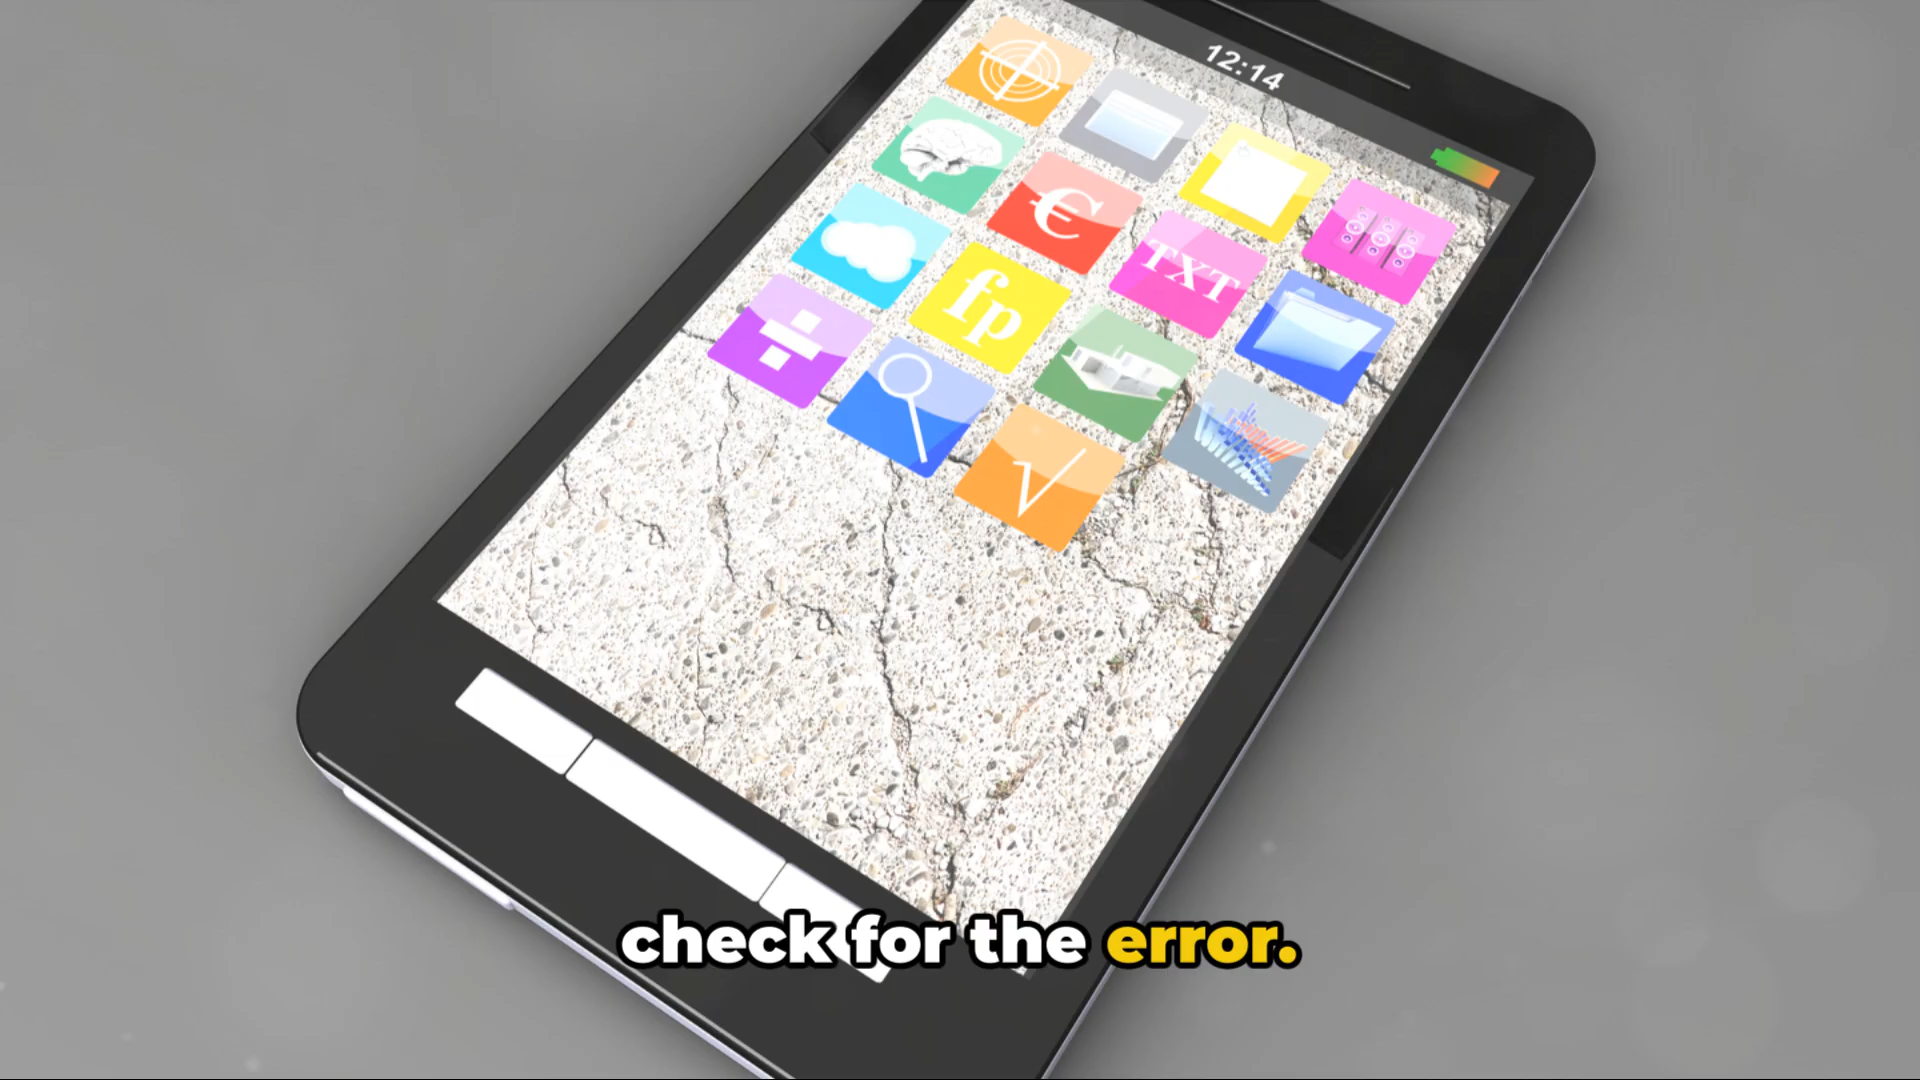 12:14
€
TXT
fp
√
check for the error.